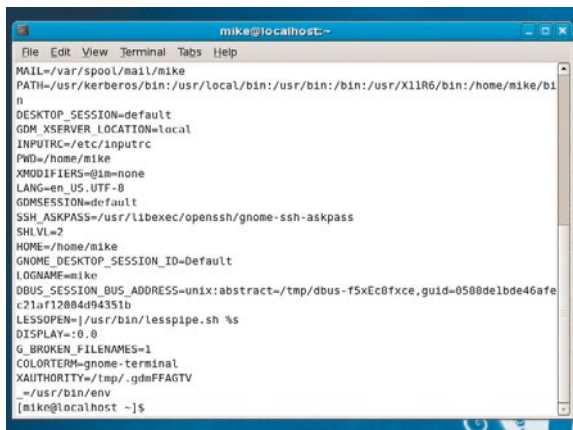 mike@localhost:~
File Edit View Terminal Tabs Help
MAIL=/var/spool/mail/mike
PATH=/usr/kerberos/bin:/usr/local/bin:/usr/bin:/bin:/usr/X11R6/bin:/home/mike/bi
n
DESKTOP_SESSION=default
GDM_XSERVER_LOCATION=local
INPUTRC=/etc/inputrc
PWD=/home/mike
XMODIFIERS=@im=none
LANG=en_US.UTF-8
GDMSESSION=default
SSH_ASKPASS=/usr/libexec/openssh/gnome-ssh-askpass
SHLVL=2
HOME=/home/mike
GNOME_DESKTOP_SESSION_ID=Default
LOGNAME=mike
DBUS_SESSION_BUS_ADDRESS=unix:abstract=/tmp/dbus-f5xEc8fxce,guid=0580de1bde46afe
c21af12004d94351b
LESSOPEN=|/usr/bin/lesspipe.sh %s
DISPLAY=:0.0
G_BROKEN_FILENAMES=1
COLORTERM=gnome-terminal
XAUTHORITY=/tmp/.gdmFFAGTV
_=/usr/bin/env
[mike@localhost ~]$